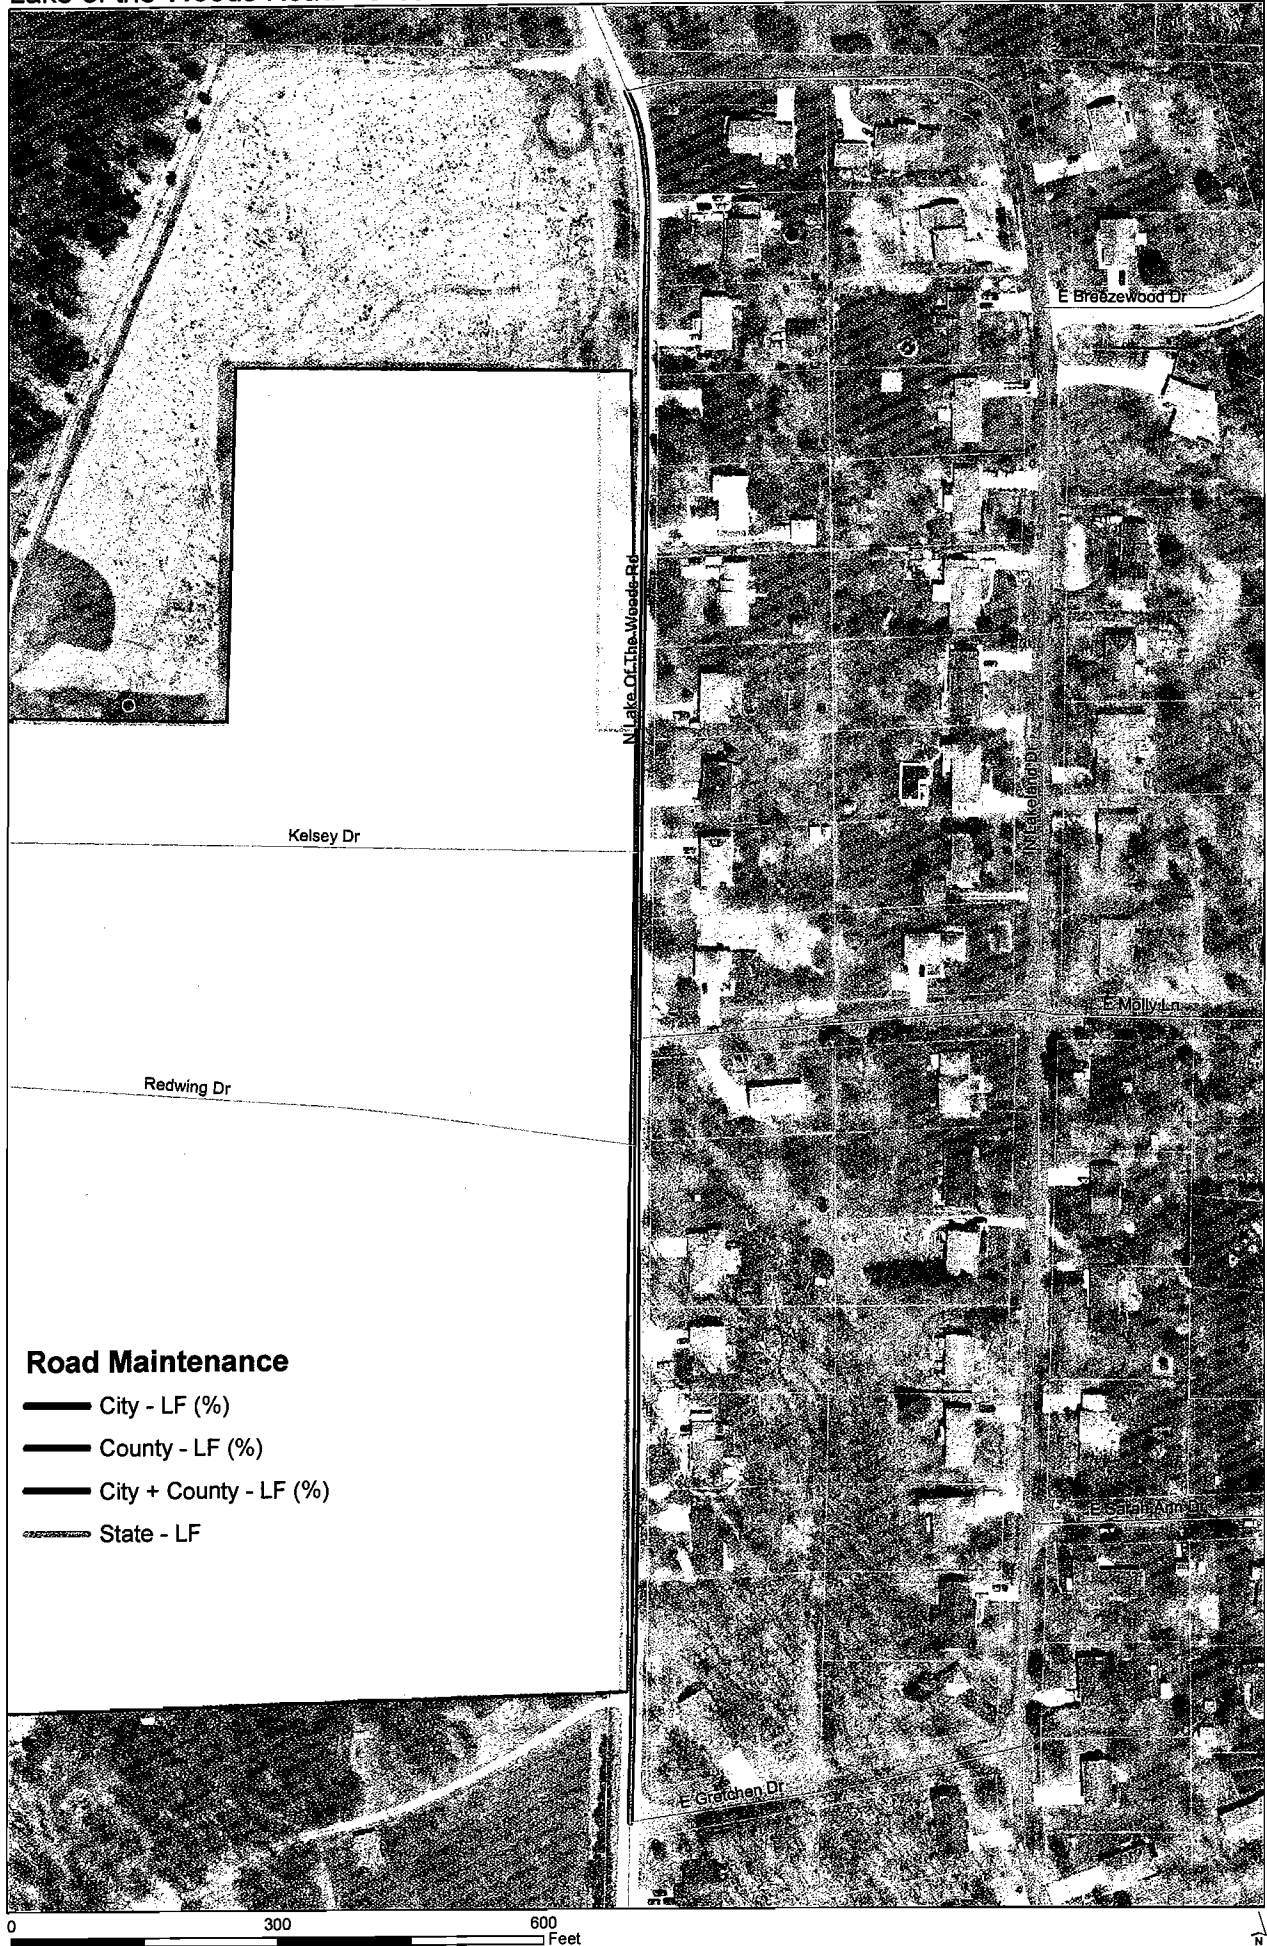 E Breezewood Dr
N Lake Of The Woods Rd
N Lakeland Dr
Kelsey Dr
E Molly Ln
Redwing Dr
Road Maintenance
City - LF (%)
County - LF (%)
City + County - LF (%)
State - LF
E Sarah Ann Dr
E Gretchen Dr
0 300 600
Feet
N